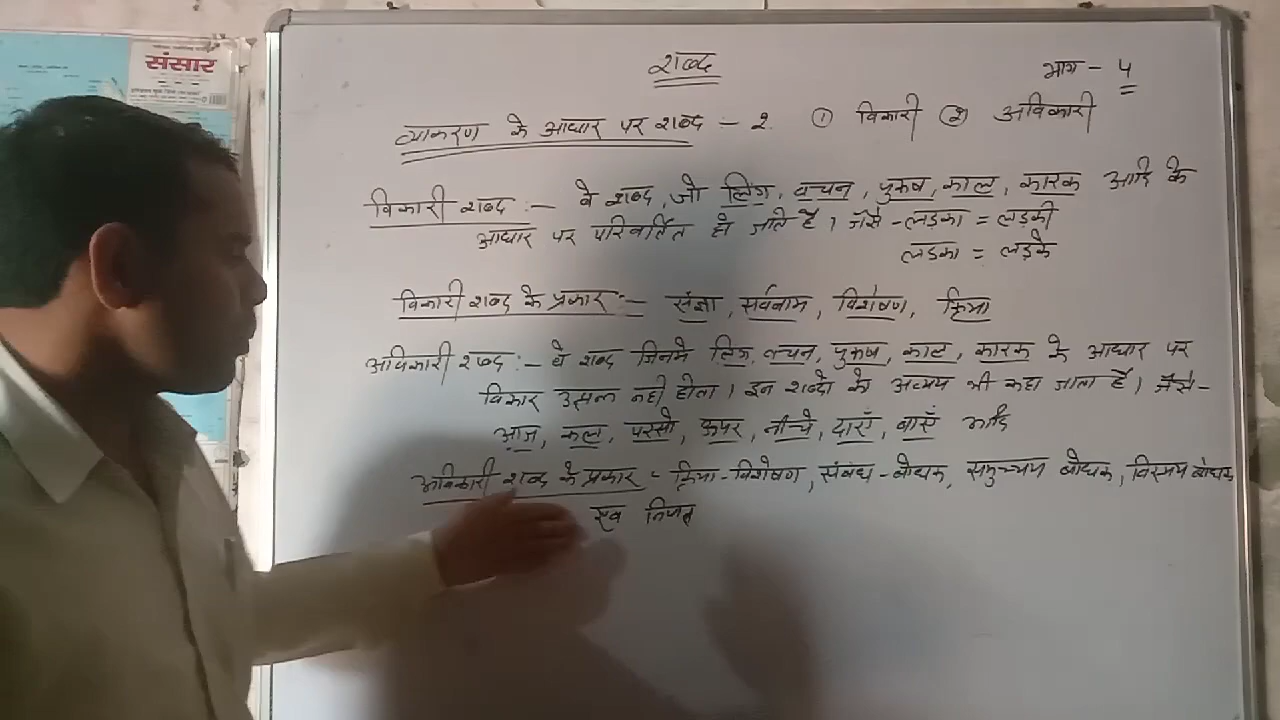 संसार
शब्द
भाग - ५
व्याकरण के आधार पर शब्द :- २. ① विकारी ② अविकारी
विकारी शब्द :- वे शब्द, जो लिंग, वचन, पुरुष, काल, कारक आदि के
आधार पर परिवर्तित हो जाते है। जैसे - लड़का = लड़की
लडका = लड़के
विकारी शब्द के प्रकार :- संज्ञा, सर्वनाम, विशेषण, क्रिया
अविकारी शब्द :- वे शब्द जिनमे लिंग, वचन, पुरुष, काल, कारक के आधार पर
विकार उत्पन्न नही होता। इन शब्दो को अव्यय भी कहा जाता है। जैसे-
आज, कल, परसो, ऊपर, नीचे, दाएँ, बाएँ आदि
अविकारी शब्द के प्रकार - क्रिया-विशेषण, संबंध-बोधक, समुच्चय बोधक, विस्मय बोधक
एव निपात